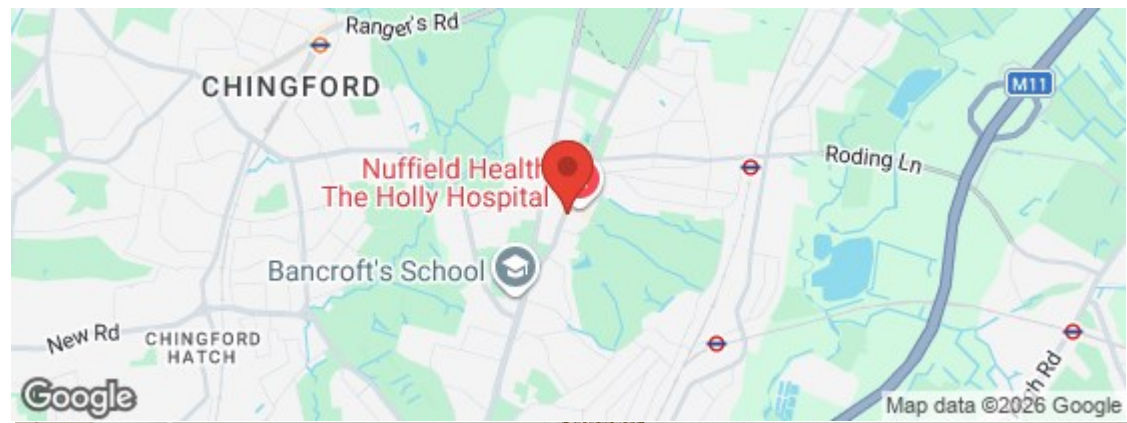 Ranger's Rd
CHINGFORD
M11
Nuffield Health
The Holly Hospital
Roding Ln
Bancroft's School
New Rd
CHINGFORD
HATCH
Rd
Google
Map data ©2026 Google